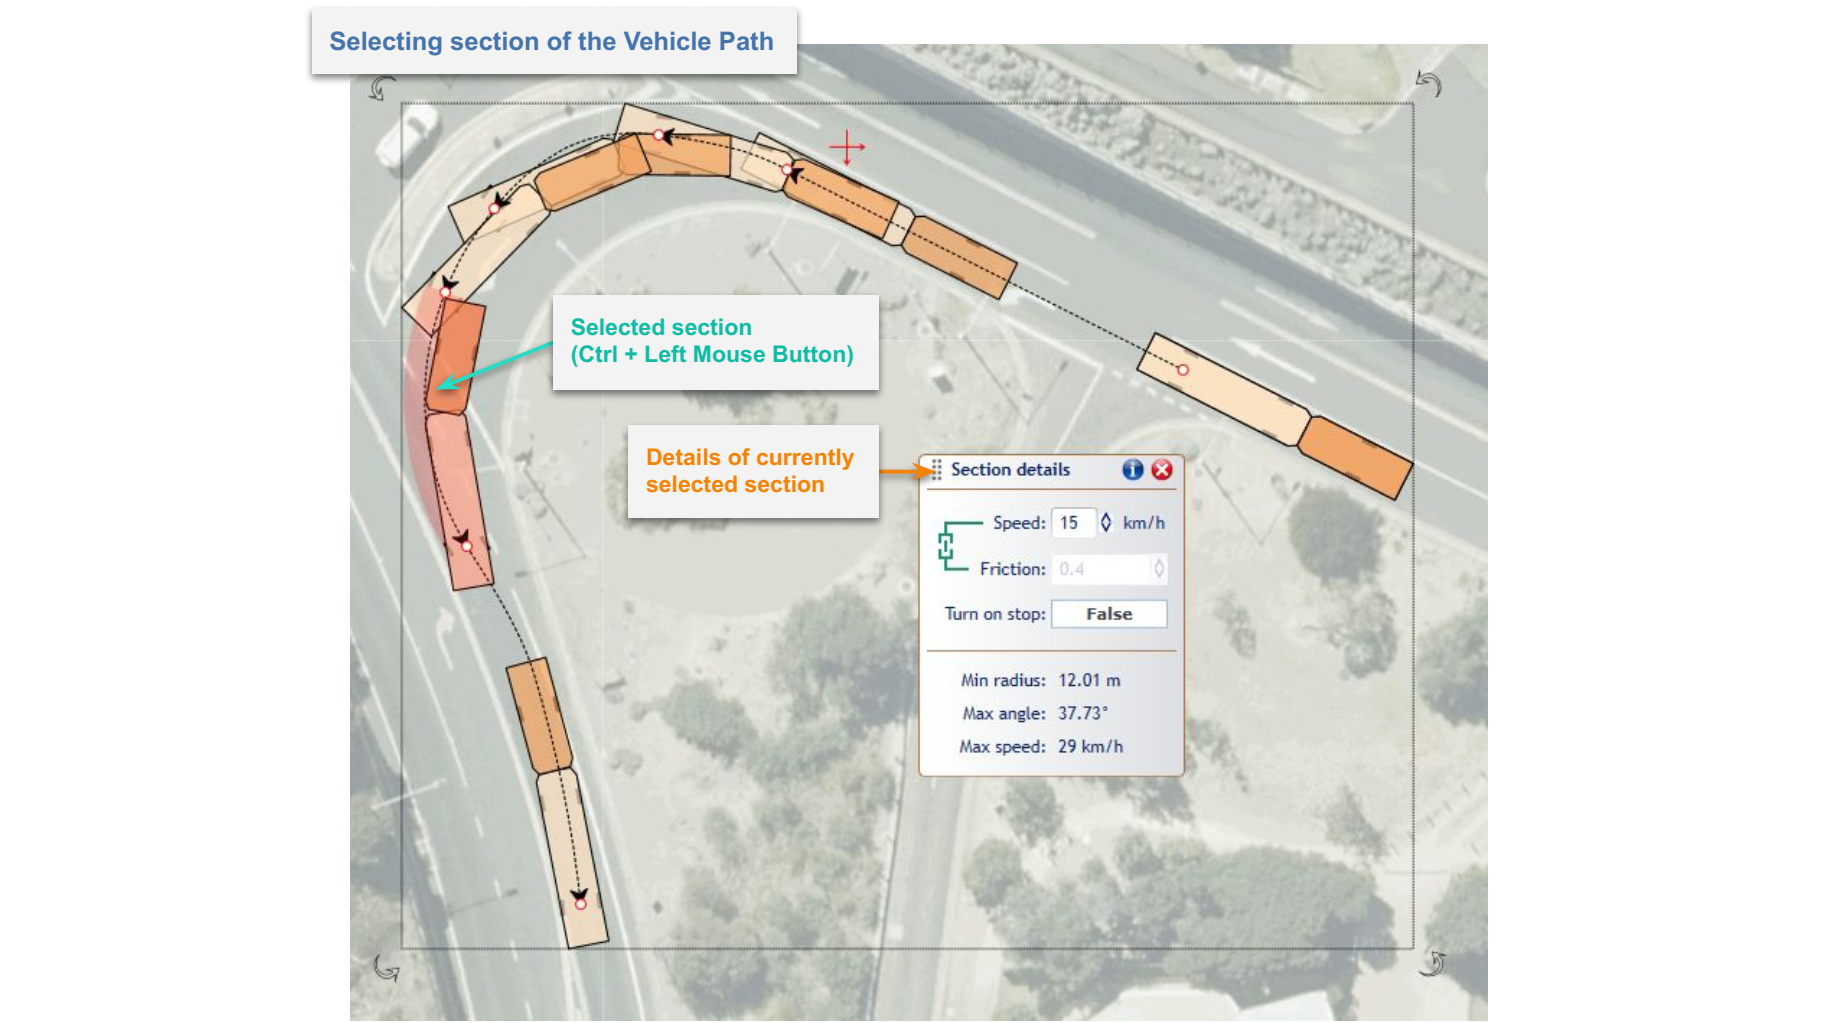 Selecting section of the Vehicle Path
Selected section
(Ctrl + Left Mouse Button)
Details of currently
selected section
Section details
Speed: 15 km/h
Friction: 0.4
Turn on stop: False
Min radius: 12.01 m
Max angle: 37.73°
Max speed: 29 km/h